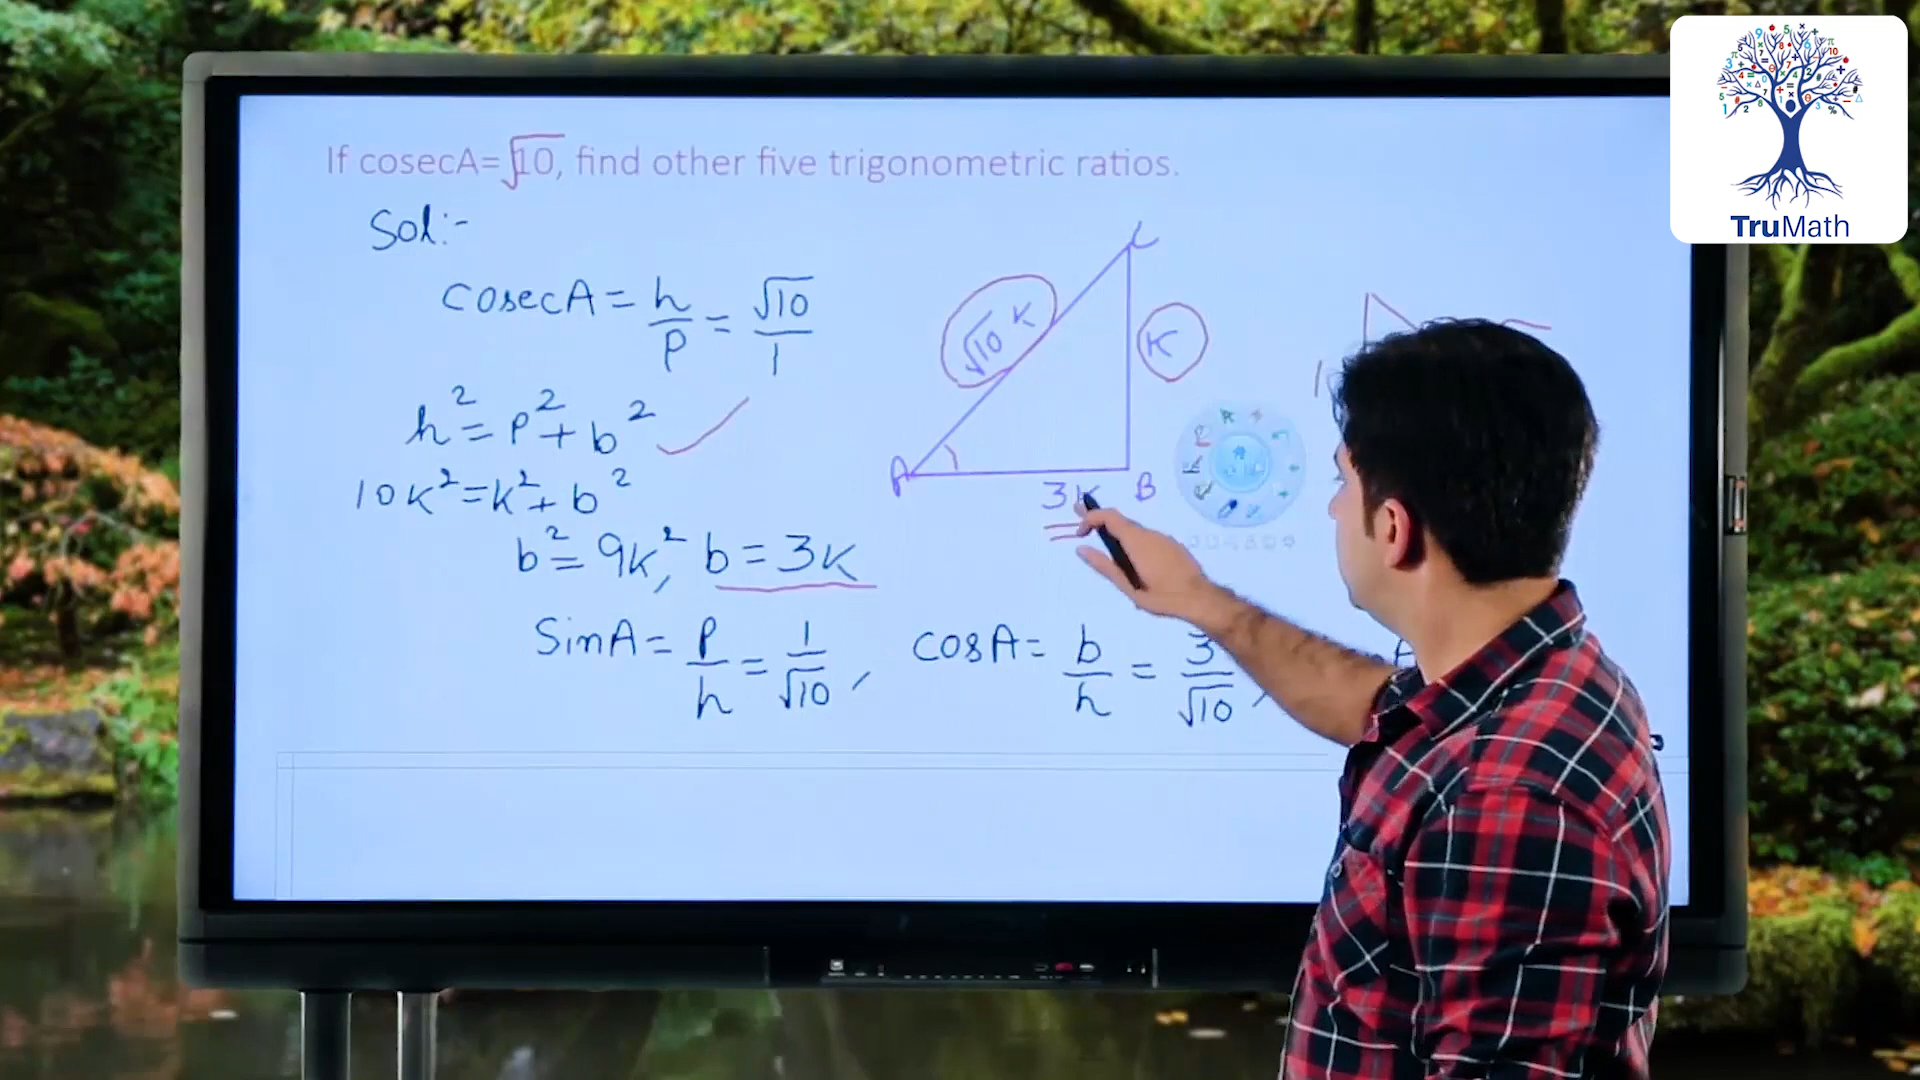 If cosecA=√10, find other five trigonometric ratios.
Sol:-
cosecA = h/p = √10/1
h² = p² + b²
10k² = k² + b²
b² = 9k², b = 3k
SinA = p/h = 1/√10, cosA = b/h = 3/√10,
C
√10 k
K
A
3k
B
TruMath